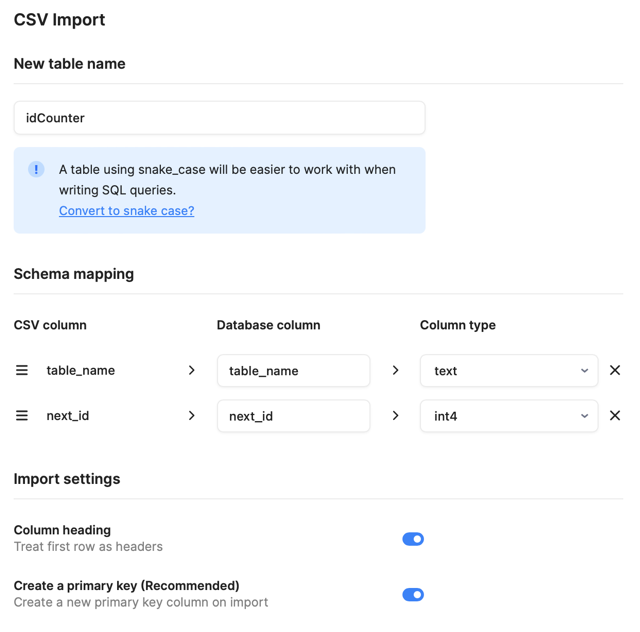 CSV Import
New table name
idCounter
! A table using snake_case will be easier to work with when
writing SQL queries.
Convert to snake case?
Schema mapping
CSV column Database column Column type
table_name table_name text
next_id next_id int4
Import settings
Column heading
Treat first row as headers
Create a primary key (Recommended)
Create a new primary key column on import